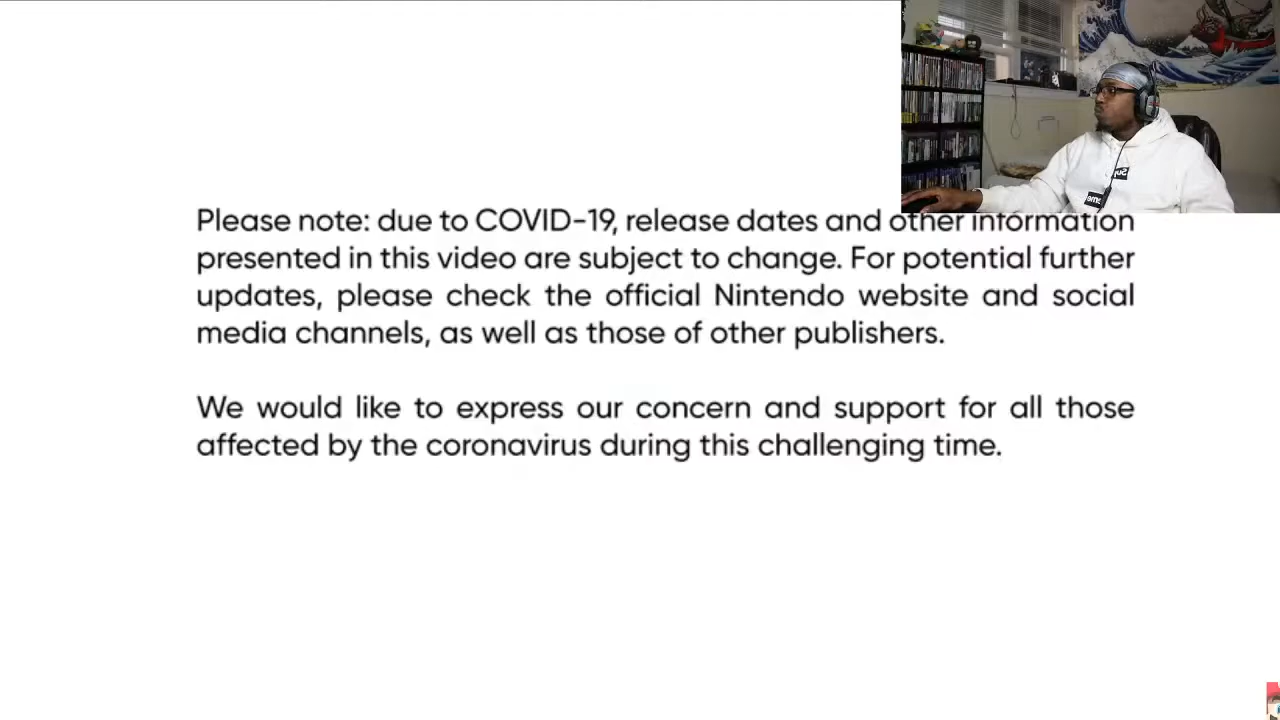 Please note: due to COVID-19, release dates and other information
presented in this video are subject to change. For potential further
updates, please check the official Nintendo website and social
media channels, as well as those of other publishers.
We would like to express our concern and support for all those
affected by the coronavirus during this challenging time.